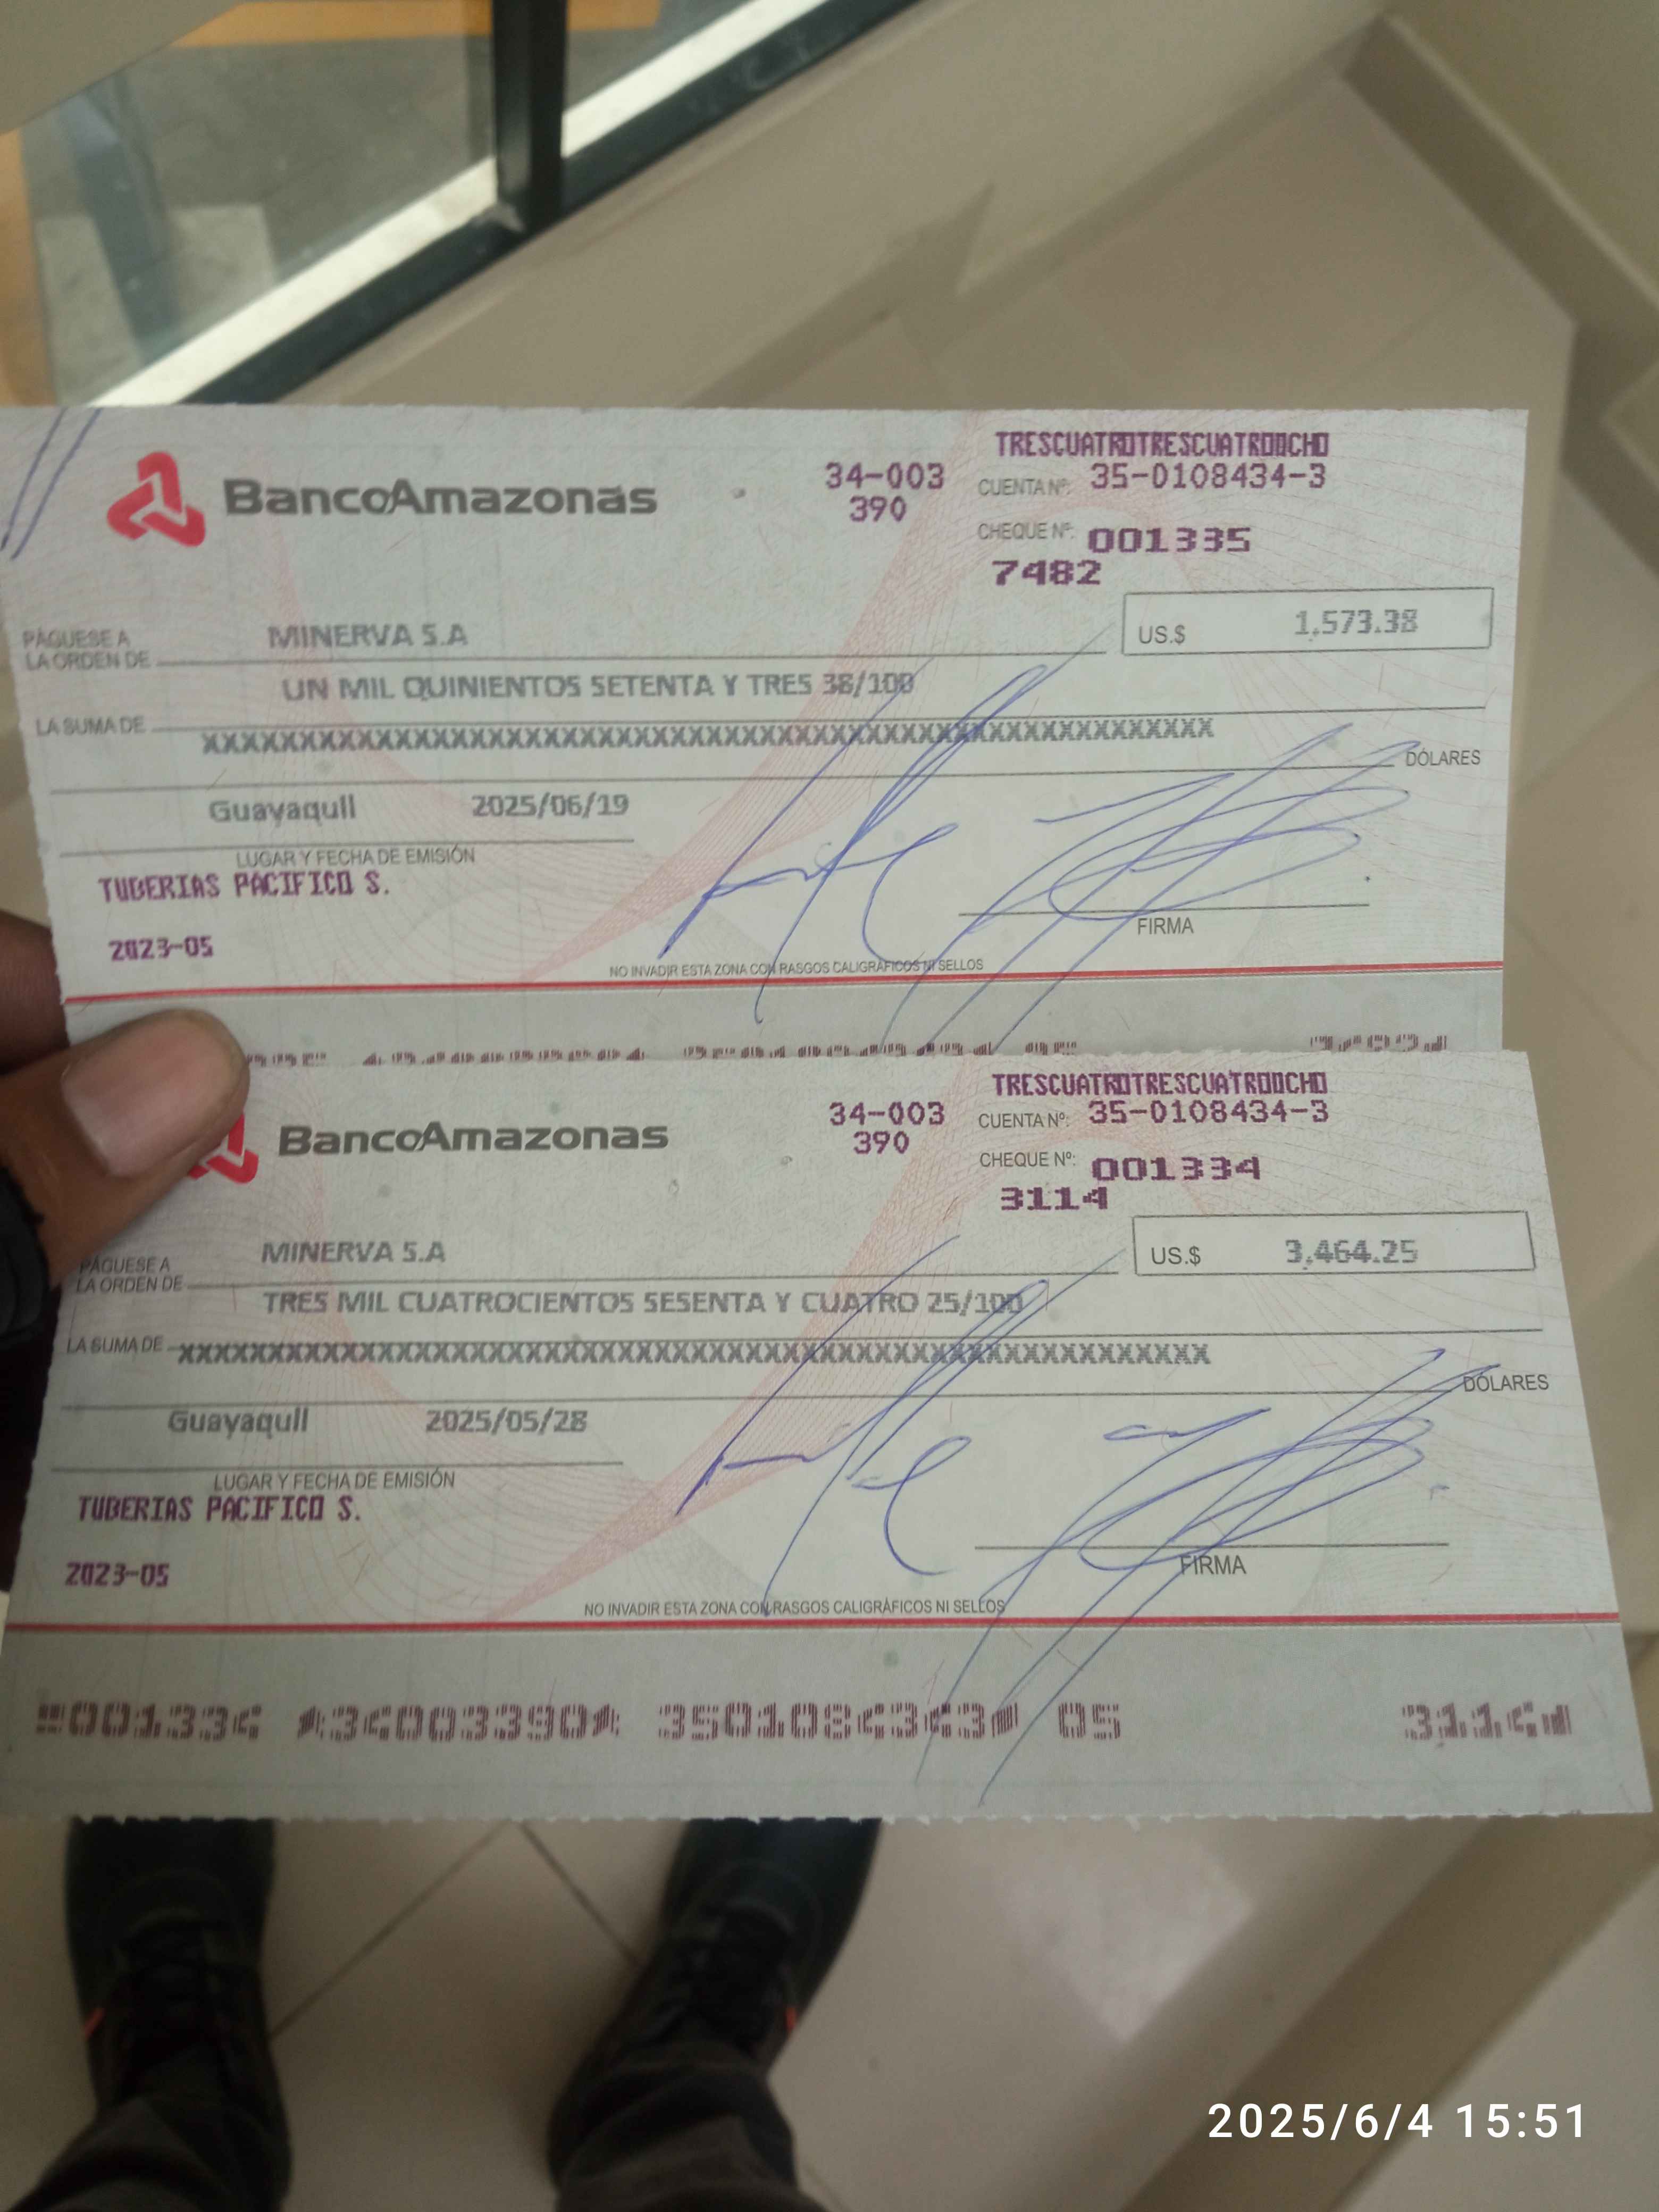 BancoAmazonas
34-003
390
TRESCUATROTRESCUATROOCHO
CUENTA Nº: 35-0108434-3
CHEQUE Nº: 001335
7482
PÁGUESE A
LA ORDEN DE MINERVA S.A
US.$ 1,573.38
UN MIL QUINIENTOS SETENTA Y TRES 38/100
LA SUMA DE
XXXXXXXXXXXXXXXXXXXXXXXXXXXXXXXXXXXXXXXXXXXXXXXXXXXXXXX
DÓLARES
Guayaquil 2025/06/19
LUGAR Y FECHA DE EMISIÓN
TUBERIAS PACIFICO S.
2023-05
FIRMA
NO INVADIR ESTA ZONA CON RASGOS CALIGRÁFICOS NI SELLOS
BancoAmazonas
34-003
390
TRESCUATROTRESCUATROOCHO
CUENTA Nº: 35-0108434-3
CHEQUE Nº: 001334
3114
PÁGUESE A
LA ORDEN DE MINERVA S.A
US.$ 3,464.25
TRES MIL CUATROCIENTOS SESENTA Y CUATRO 25/100
LA SUMA DE XXXXXXXXXXXXXXXXXXXXXXXXXXXXXXXXXXXXXXXXXXXXXXXXXXXXXXX
DÓLARES
Guayaquil 2025/05/28
LUGAR Y FECHA DE EMISIÓN
TUBERIAS PACIFICO S.
2023-05
FIRMA
NO INVADIR ESTA ZONA CON RASGOS CALIGRÁFICOS NI SELLOS
001334 34003390 3501084343 05 3114
2025/6/4 15:51